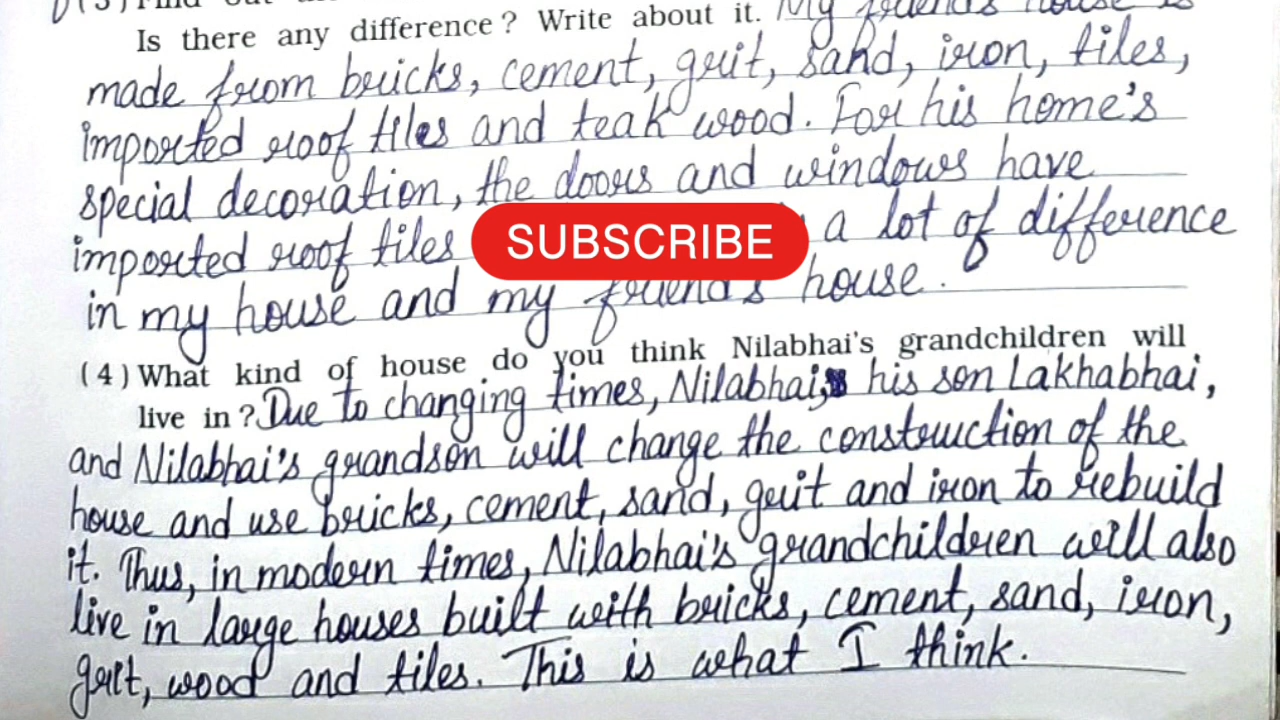 (3) Find out
Is there any difference? Write about it. My friend's house is
made from bricks, cement, grit, sand, iron, tiles,
imported roof tiles and teak wood. For his home's
special decoration, the doors and windows have
imported roof tiles SUBSCRIBE a lot of difference
in my house and my friend's house.
(4) What kind of house do you think Nilabhai's grandchildren will
live in? Due to changing times, Nilabhai, his son Lakhabhai,
and Nilabhai's grandson will change the construction of the
house and use bricks, cement, sand, grit and iron to rebuild
it. Thus, in modern times, Nilabhai's grandchildren will also
live in large houses built with bricks, cement, sand, iron,
grit, wood and tiles. This is what I think.